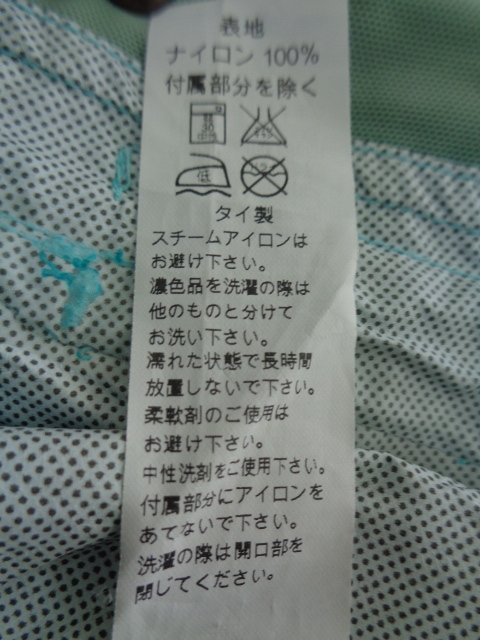 表地
ナイロン 100%
付属部分を除く
低
タイ製
スチームアイロンは
お避け下さい。
濃色品を洗濯の際は
他のものと分けて
お洗い下さい。
濡れた状態で長時間
放置しないで下さい。
柔軟剤のご使用は
お避け下さい。
中性洗剤をご使用下さい。
付属部分にアイロンを
あてないで下さい。
洗濯の際は開口部を
閉じてください。